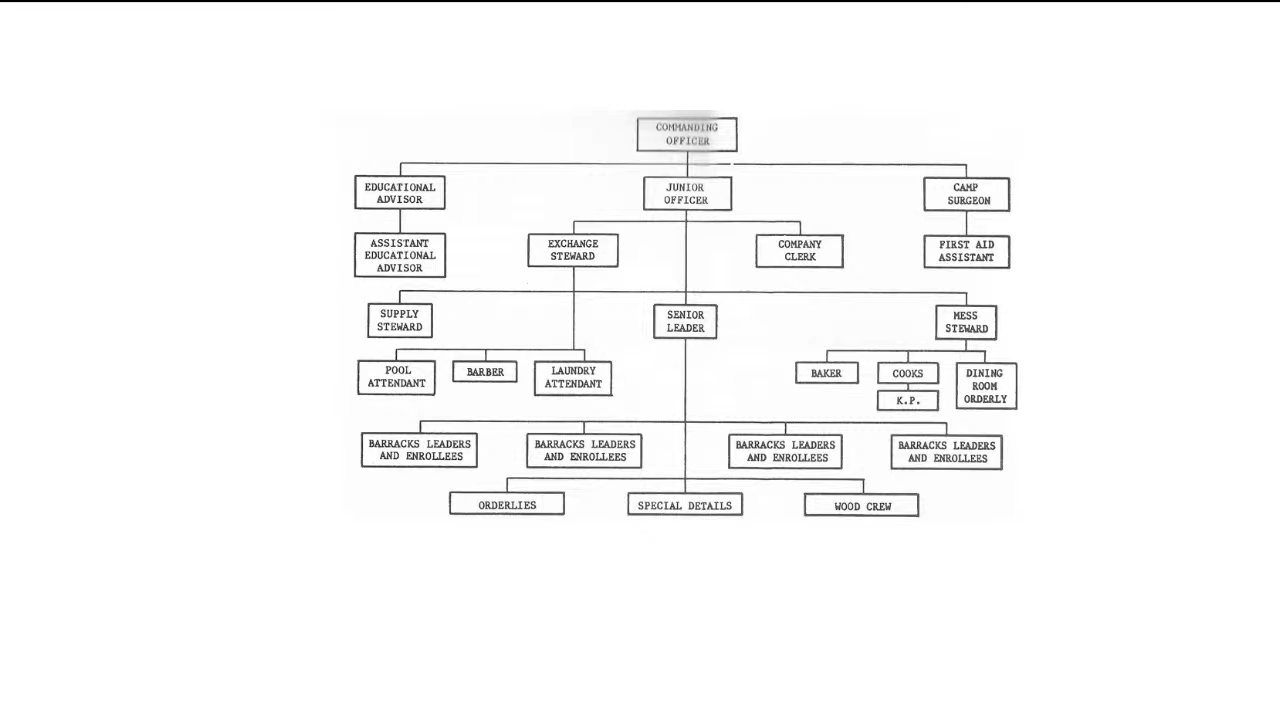 COMMANDING
OFFICER
EDUCATIONAL
ADVISOR
JUNIOR
OFFICER
CAMP
SURGEON
ASSISTANT
EDUCATIONAL
ADVISOR
EXCHANGE
STEWARD
COMPANY
CLERK
FIRST AID
ASSISTANT
SUPPLY
STEWARD
SENIOR
LEADER
MESS
STEWARD
POOL
ATTENDANT
BARBER
LAUNDRY
ATTENDANT
BAKER
COOKS
K.P.
DINING
ROOM
ORDERLY
BARRACKS LEADERS
AND ENROLLEES
BARRACKS LEADERS
AND ENROLLEES
BARRACKS LEADERS
AND ENROLLEES
BARRACKS LEADERS
AND ENROLLEES
ORDERLIES
SPECIAL DETAILS
WOOD CREW